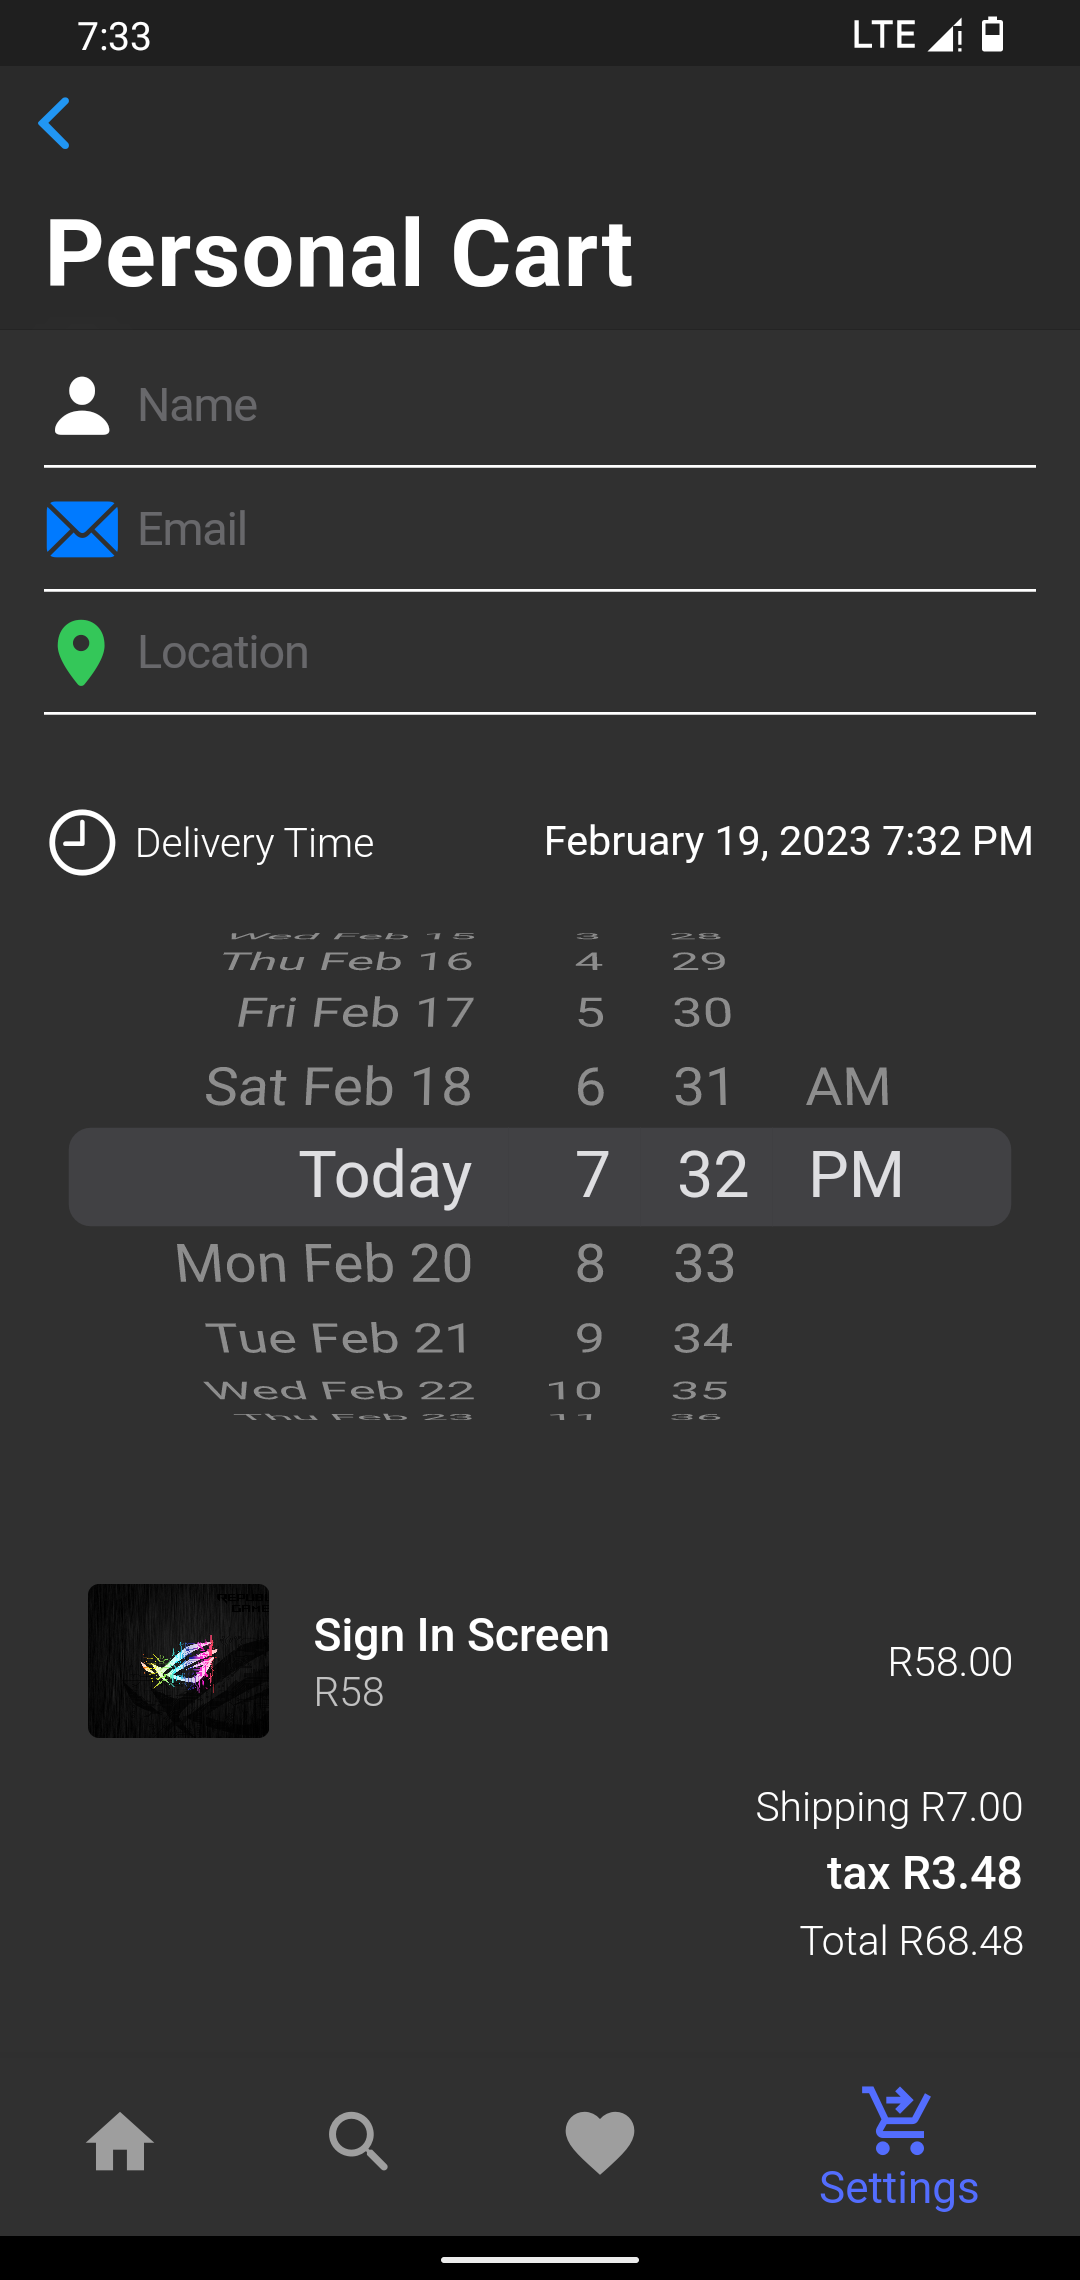 7:33 LTE
Personal Cart
Name
Email
Location
Delivery Time February 19, 2023 7:32 PM
Wed Feb 15 3 28
Thu Feb 16 4 29
Fri Feb 17 5 30
Sat Feb 18 6 31 AM
Today 7 32 PM
Mon Feb 20 8 33
Tue Feb 21 9 34
Wed Feb 22 10 35
Thu Feb 23 11 36
Sign In Screen
R58
R58.00
Shipping R7.00
tax R3.48
Total R68.48
Settings